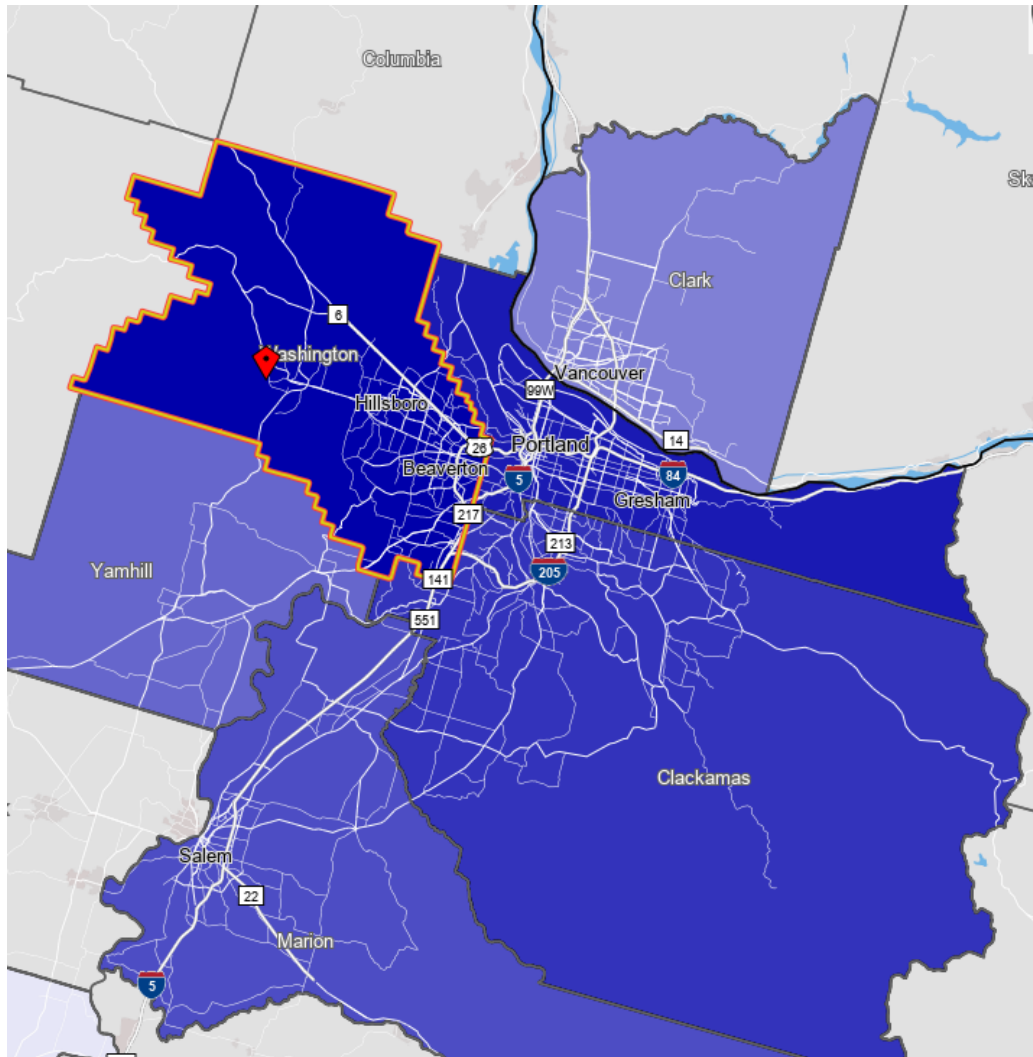 Columbia
Sk
Clark
6
Washington
Vancouver
99W
Hillsboro
14
26
Portland
Beaverton
5
84
Gresham
217
213
Yamhill
205
141
551
Clackamas
Salem
22
Marion
5